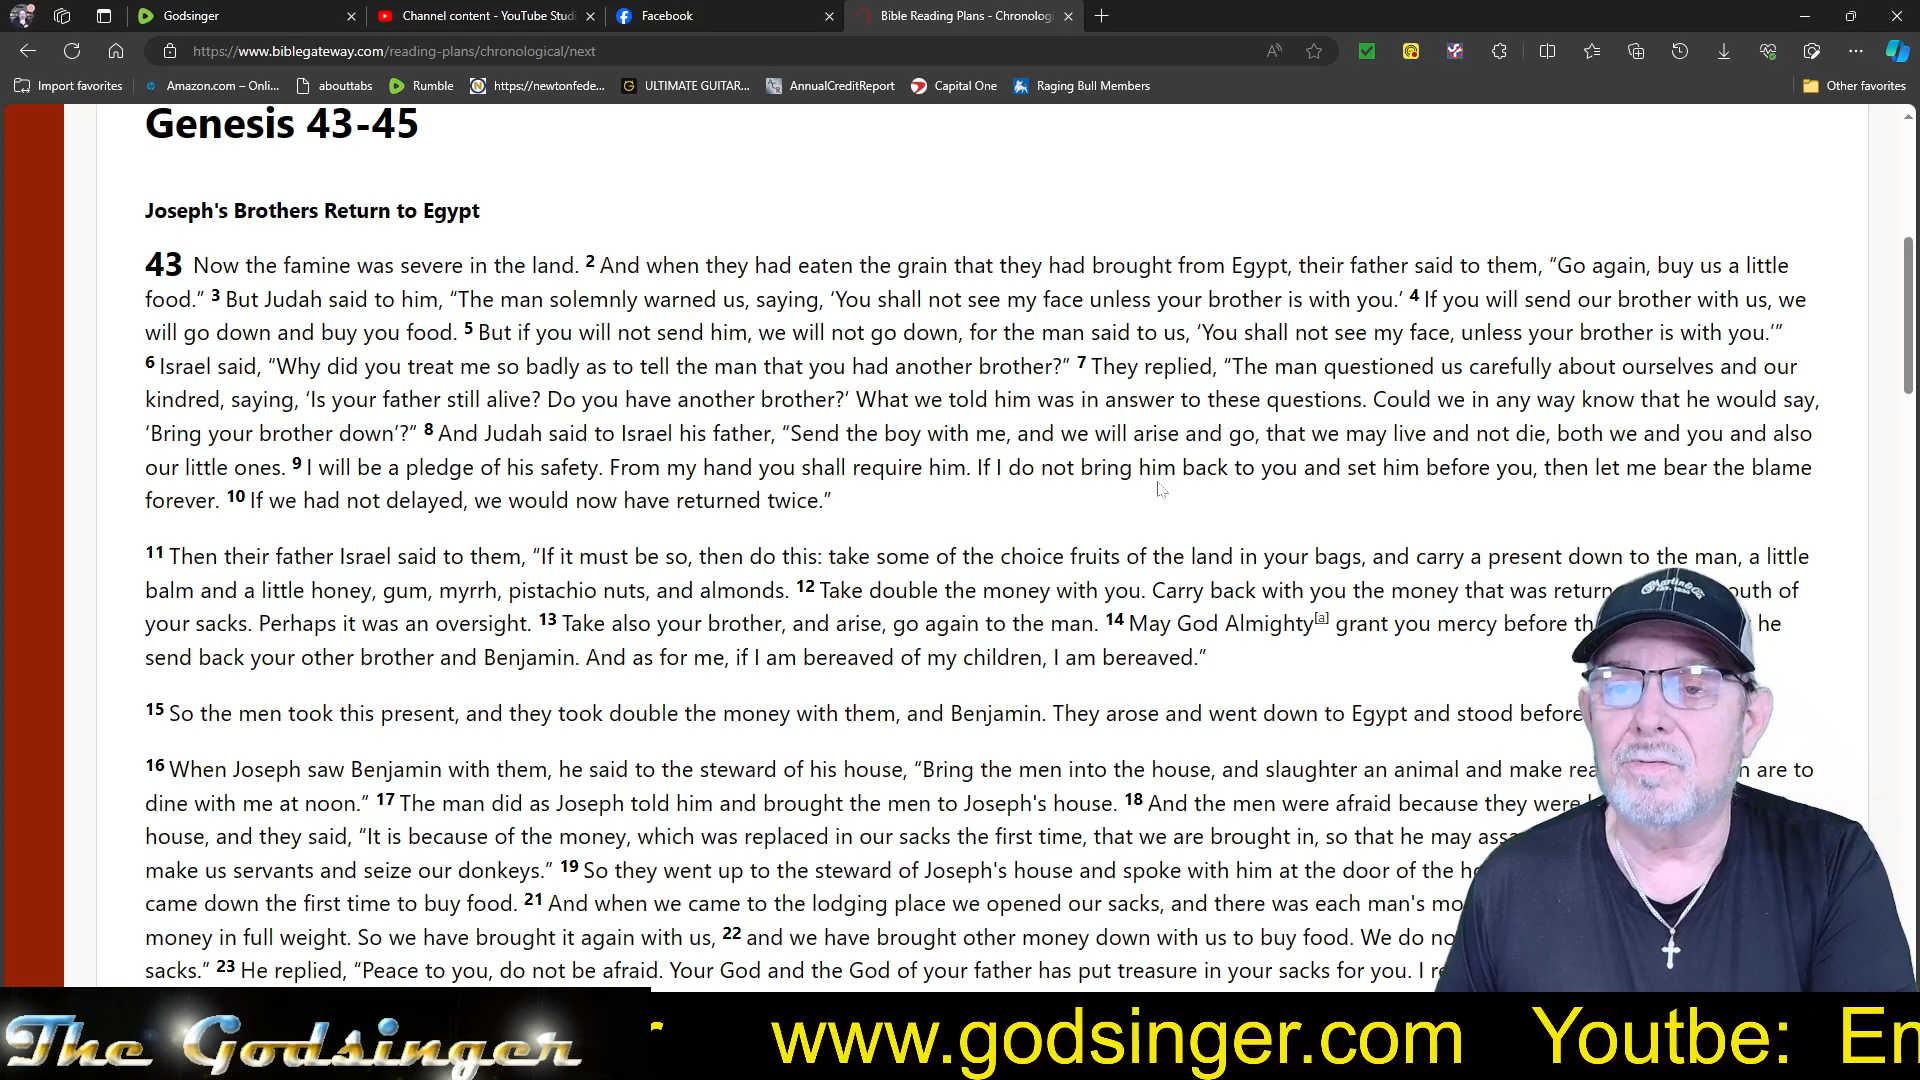 Godsinger
Channel content - YouTube Studi
Facebook
Bible Reading Plans - Chronolog
https://www.biblegateway.com/reading-plans/chronological/next
Import favorites
Amazon.com – Onli...
abouttabs
Rumble
https://newtonfede...
ULTIMATE GUITAR...
AnnualCreditReport
Capital One
Raging Bull Members
Other favorites
Genesis 43-45
Joseph's Brothers Return to Egypt
43 Now the famine was severe in the land. 2 And when they had eaten the grain that they had brought from Egypt, their father said to them, “Go again, buy us a little
food.” 3 But Judah said to him, “The man solemnly warned us, saying, ‘You shall not see my face unless your brother is with you.’ 4 If you will send our brother with us, we
will go down and buy you food. 5 But if you will not send him, we will not go down, for the man said to us, ‘You shall not see my face, unless your brother is with you.’”
6 Israel said, “Why did you treat me so badly as to tell the man that you had another brother?” 7 They replied, “The man questioned us carefully about ourselves and our
kindred, saying, ‘Is your father still alive? Do you have another brother?’ What we told him was in answer to these questions. Could we in any way know that he would say,
‘Bring your brother down’?” 8 And Judah said to Israel his father, “Send the boy with me, and we will arise and go, that we may live and not die, both we and you and also
our little ones. 9 I will be a pledge of his safety. From my hand you shall require him. If I do not bring him back to you and set him before you, then let me bear the blame
forever. 10 If we had not delayed, we would now have returned twice.”
11 Then their father Israel said to them, “If it must be so, then do this: take some of the choice fruits of the land in your bags, and carry a present down to the man, a little
balm and a little honey, gum, myrrh, pistachio nuts, and almonds. 12 Take double the money with you. Carry back with you the money that was return outh of
your sacks. Perhaps it was an oversight. 13 Take also your brother, and arise, go again to the man. 14 May God Almighty[a] grant you mercy before th he
send back your other brother and Benjamin. And as for me, if I am bereaved of my children, I am bereaved.”
15 So the men took this present, and they took double the money with them, and Benjamin. They arose and went down to Egypt and stood before
16 When Joseph saw Benjamin with them, he said to the steward of his house, “Bring the men into the house, and slaughter an animal and make rea are to
dine with me at noon.” 17 The man did as Joseph told him and brought the men to Joseph's house. 18 And the men were afraid because they were
house, and they said, “It is because of the money, which was replaced in our sacks the first time, that we are brought in, so that he may assa
make us servants and seize our donkeys.” 19 So they went up to the steward of Joseph's house and spoke with him at the door of the
came down the first time to buy food. 21 And when we came to the lodging place we opened our sacks, and there was each man's mo
money in full weight. So we have brought it again with us, 22 and we have brought other money down with us to buy food. We do no
sacks.” 23 He replied, “Peace to you, do not be afraid. Your God and the God of your father has put treasure in your sacks for you. I re
Martin & Co.
EST. 1833
The Godsinger
r www.godsinger.com Youtbe: En